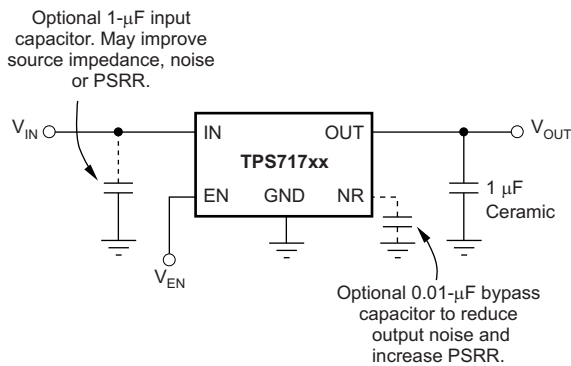 Optional 1-μF input
capacitor. May improve
source impedance, noise
or PSRR.
V_IN
IN
OUT
V_OUT
TPS717xx
EN
GND
NR
1 μF
Ceramic
V_EN
Optional 0.01-μF bypass
capacitor to reduce
output noise and
increase PSRR.